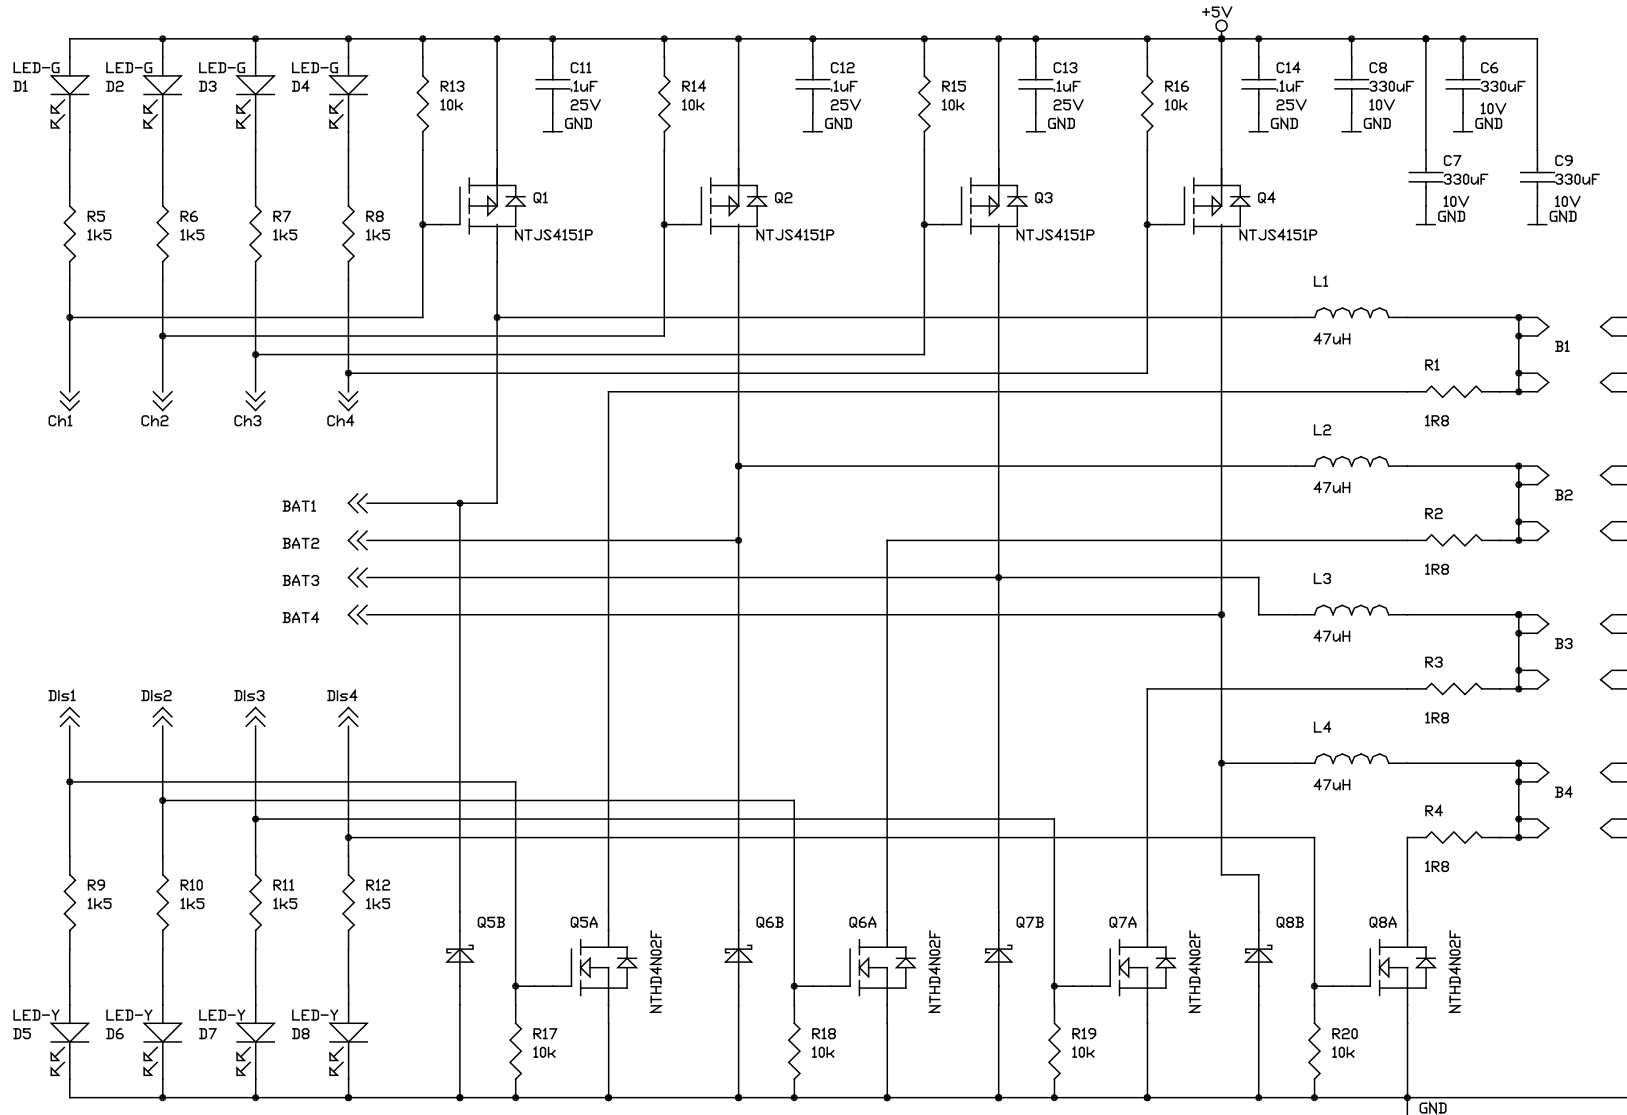 +5V
LED-G
D1
LED-G
D2
LED-G
D3
LED-G
D4
R13
10k
C11
.1uF
25V
GND
R14
10k
C12
.1uF
25V
GND
R15
10k
C13
.1uF
25V
GND
R16
10k
C14
.1uF
25V
GND
C8
330uF
10V
GND
C6
330uF
10V
GND
C7
330uF
10V
GND
C9
330uF
10V
GND
R5
1k5
R6
1k5
R7
1k5
R8
1k5
Q1
NTJS4151P
Q2
NTJS4151P
Q3
NTJS4151P
Q4
NTJS4151P
L1
47uH
B1
R1
1R8
Ch1
Ch2
Ch3
Ch4
L2
47uH
B2
R2
1R8
BAT1
BAT2
BAT3
BAT4
L3
47uH
B3
R3
1R8
Dis1
Dis2
Dis3
Dis4
L4
47uH
B4
R4
1R8
R9
1k5
R10
1k5
R11
1k5
R12
1k5
Q5B
Q5A
NTHD4N02F
Q6B
Q6A
NTHD4N02F
Q7B
Q7A
NTHD4N02F
Q8B
Q8A
NTHD4N02F
LED-Y
D5
LED-Y
D6
LED-Y
D7
LED-Y
D8
R17
10k
R18
10k
R19
10k
R20
10k
GND